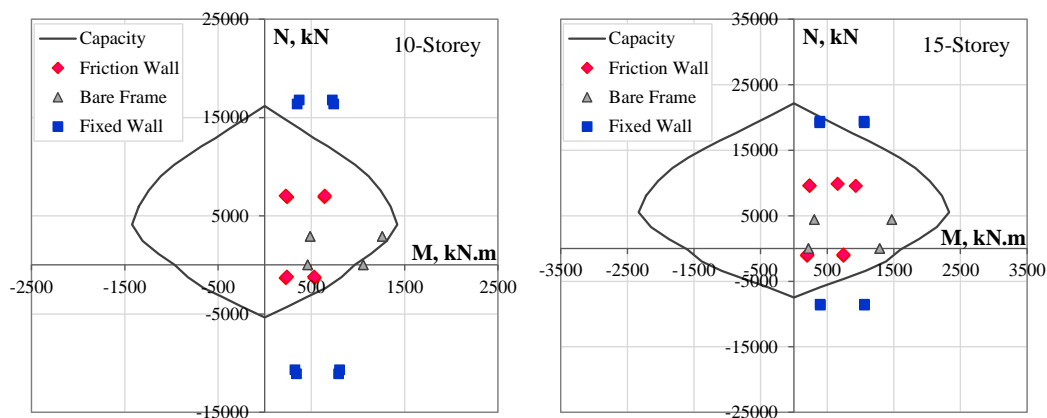 25000
N, kN
10-Storey
Capacity
Friction Wall
Bare Frame
Fixed Wall
15000
5000
M, kN.m
-2500 -1500 -500 500 1500 2500
-5000
-15000
35000
N, kN
15-Storey
Capacity
Friction Wall
Bare Frame
Fixed Wall
25000
15000
5000
M, kN.m
-3500 -2500 -1500 -500 500 1500 2500 3500
-5000
-15000
-25000